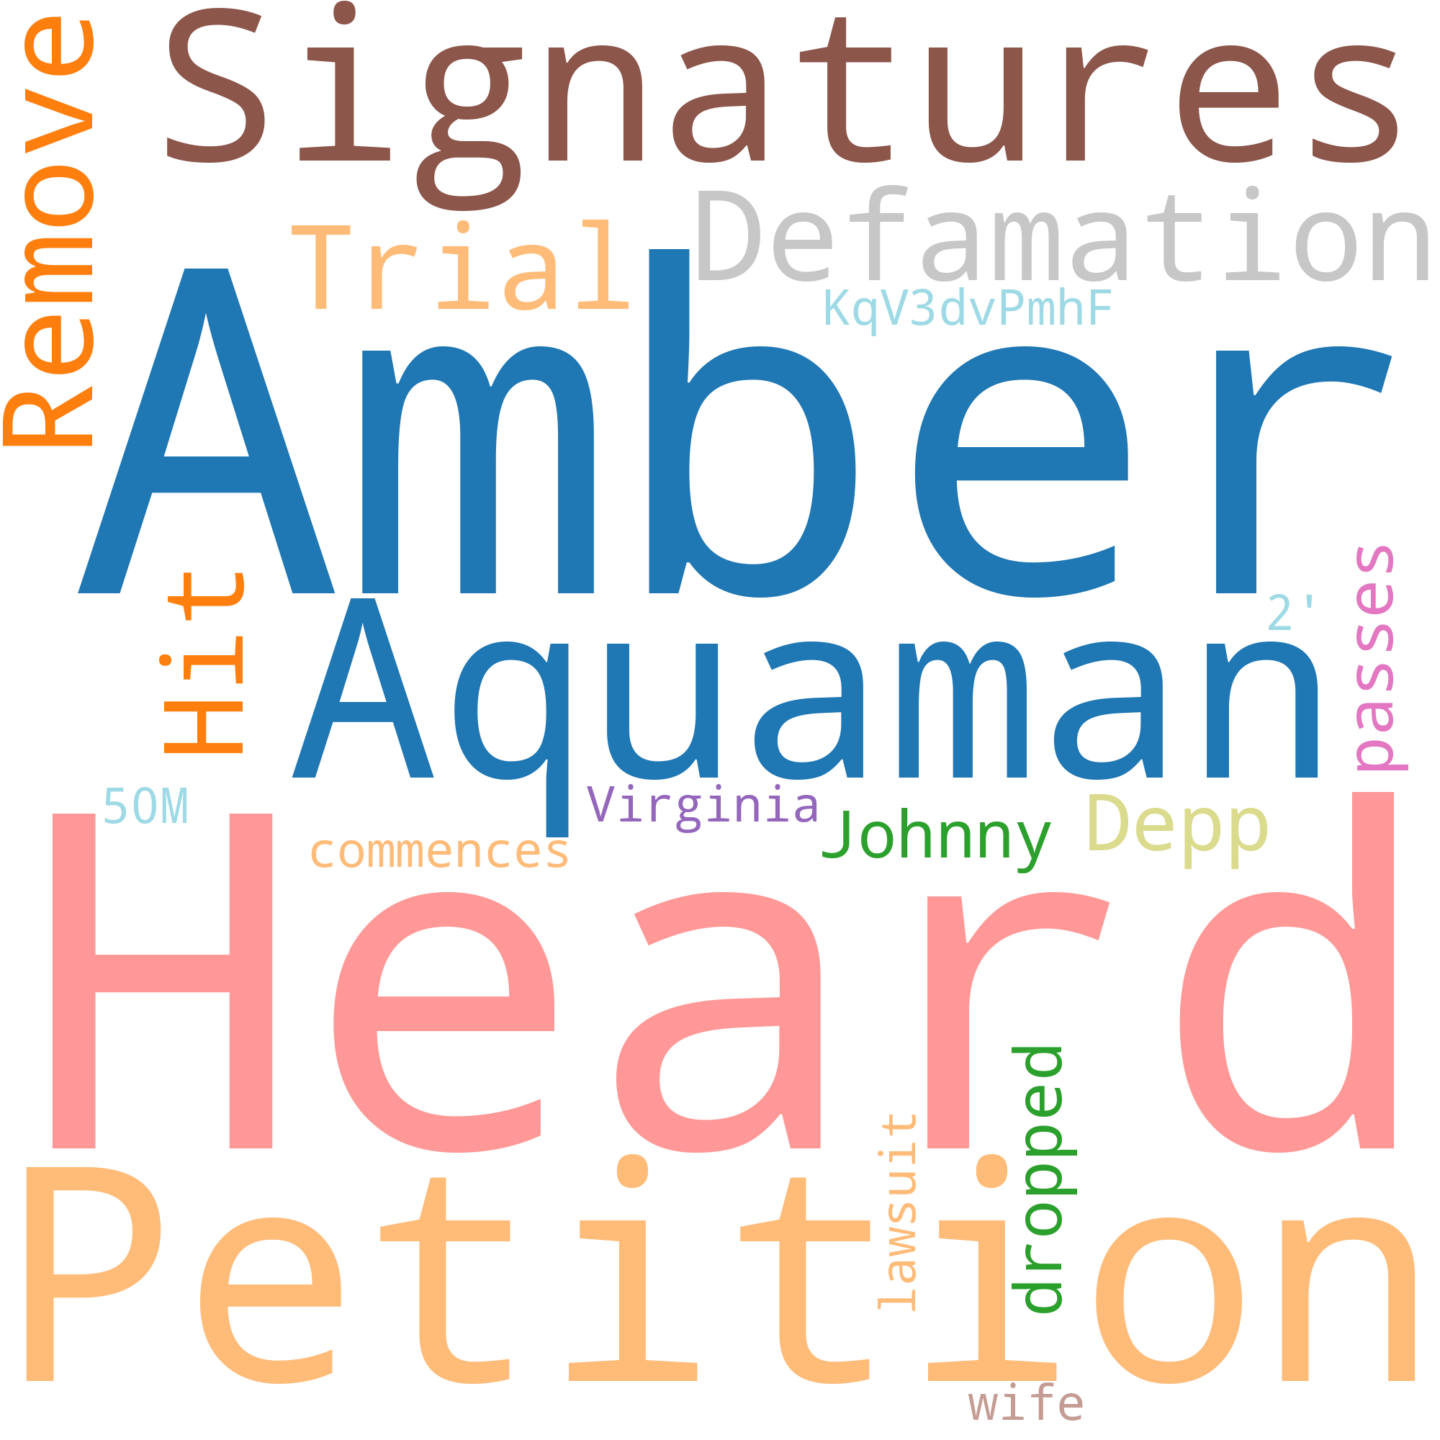 Signatures
Remove
Defamation
Trial
KqV3dvPmhF
Amber
Hit
2'
passes
Aquaman
50M
Virginia
Johnny
Depp
commences
Heard
lawsuit
dropped
Petition
wife